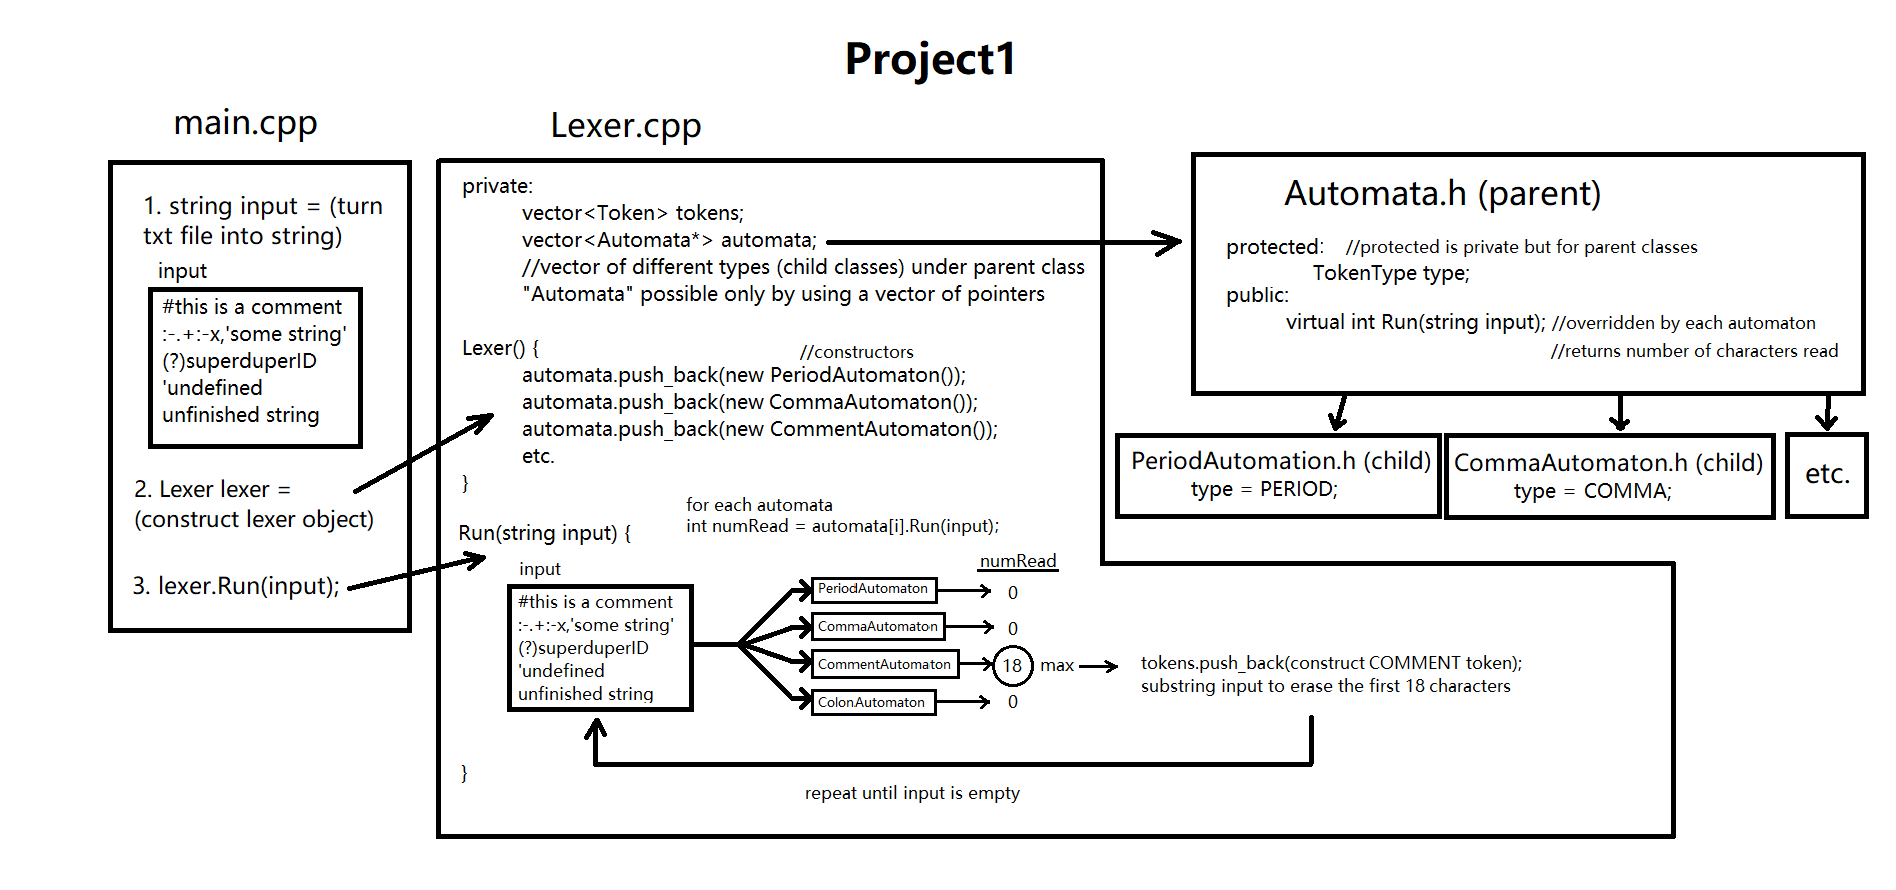 Project1
main.cpp
1. string input = (turn
txt file into string)
input
#this is a comment
:-.+:-x,'some string'
(?)superduperID
'undefined
unfinished string
2. Lexer lexer =
(construct lexer object)
3. lexer.Run(input);
Lexer.cpp
private:
vector<Token> tokens;
vector<Automata*> automata;
//vector of different types (child classes) under parent class
"Automata" possible only by using a vector of pointers
Lexer() {
//constructors
automata.push_back(new PeriodAutomaton());
automata.push_back(new CommaAutomaton());
automata.push_back(new CommentAutomaton());
etc.
}
for each automata
int numRead = automata[i].Run(input);
Run(string input) {
input
#this is a comment
:-.+:-x,'some string'
(?)superduperID
'undefined
unfinished string
numRead
PeriodAutomaton 0
CommaAutomaton 0
CommentAutomaton 18 max
ColonAutomaton 0
tokens.push_back(construct COMMENT token);
substring input to erase the first 18 characters
}
repeat until input is empty
Automata.h (parent)
protected: //protected is private but for parent classes
TokenType type;
public:
virtual int Run(string input); //overridden by each automaton
//returns number of characters read
PeriodAutomation.h (child)
type = PERIOD;
CommaAutomaton.h (child)
type = COMMA;
etc.